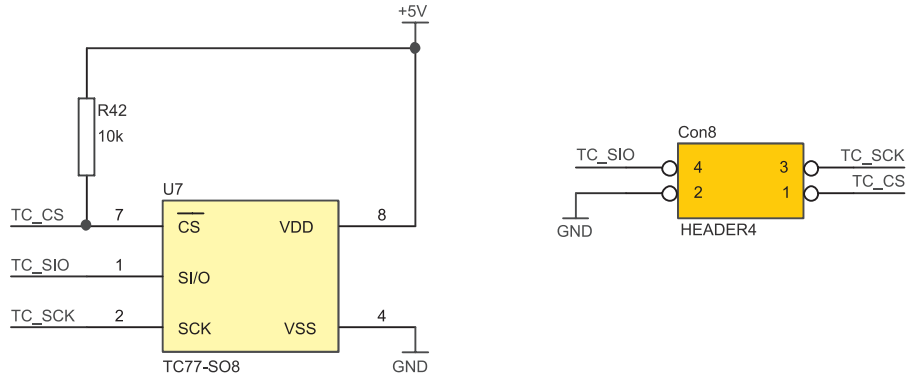 +5V
R42
10k
Con8
TC_SIO
4
3
TC_SCK
U7
2
1
TC_CS
TC_CS
7
CS
VDD
8
GND
HEADER4
TC_SIO
1
SI/O
TC_SCK
2
SCK
VSS
4
TC77-SO8
GND